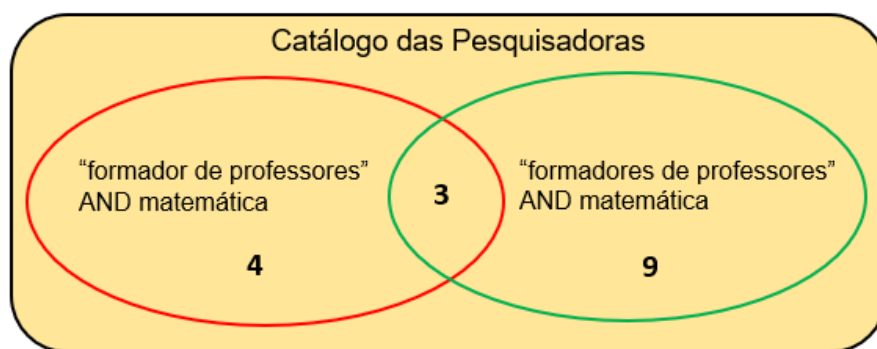 Catálogo das Pesquisadoras
“formador de professores”
AND matemática
4
3
“formadores de professores”
AND matemática
9